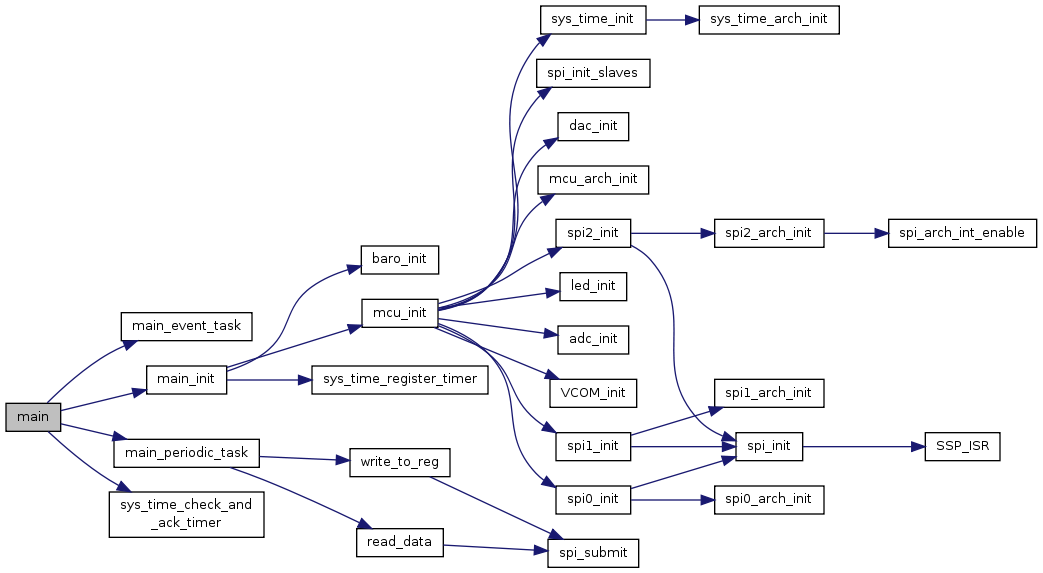 sys_time_init
sys_time_arch_init
spi_init_slaves
dac_init
mcu_arch_init
spi2_init
spi2_arch_init
spi_arch_int_enable
baro_init
led_init
mcu_init
main_event_task
adc_init
main_init
sys_time_register_timer
VCOM_init
spi1_arch_init
main
main_periodic_task
spi1_init
spi_init
SSP_ISR
write_to_reg
spi0_init
spi0_arch_init
sys_time_check_and
_ack_timer
read_data
spi_submit